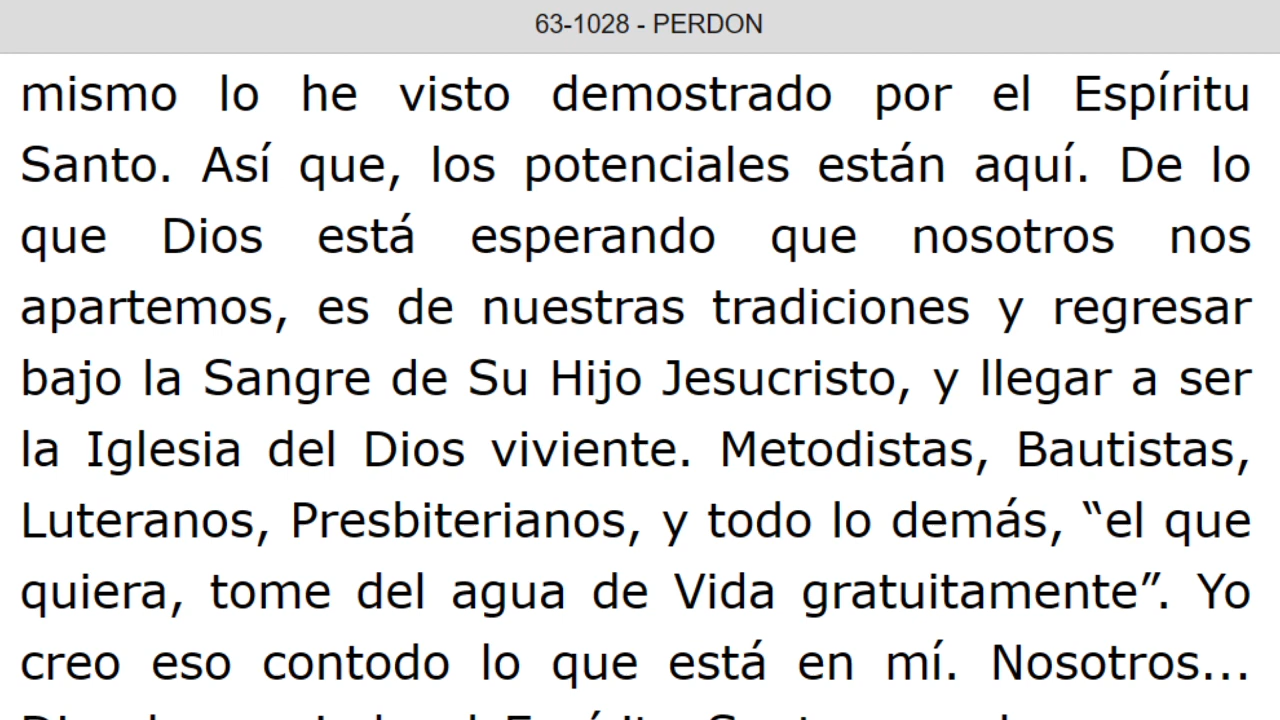 63-1028 - PERDON
mismo lo he visto demostrado por el Espíritu
Santo. Así que, los potenciales están aquí. De lo
que Dios está esperando que nosotros nos
apartemos, es de nuestras tradiciones y regresar
bajo la Sangre de Su Hijo Jesucristo, y llegar a ser
la Iglesia del Dios viviente. Metodistas, Bautistas,
Luteranos, Presbiterianos, y todo lo demás, “el que
quiera, tome del agua de Vida gratuitamente”. Yo
creo eso contodo lo que está en mí. Nosotros...